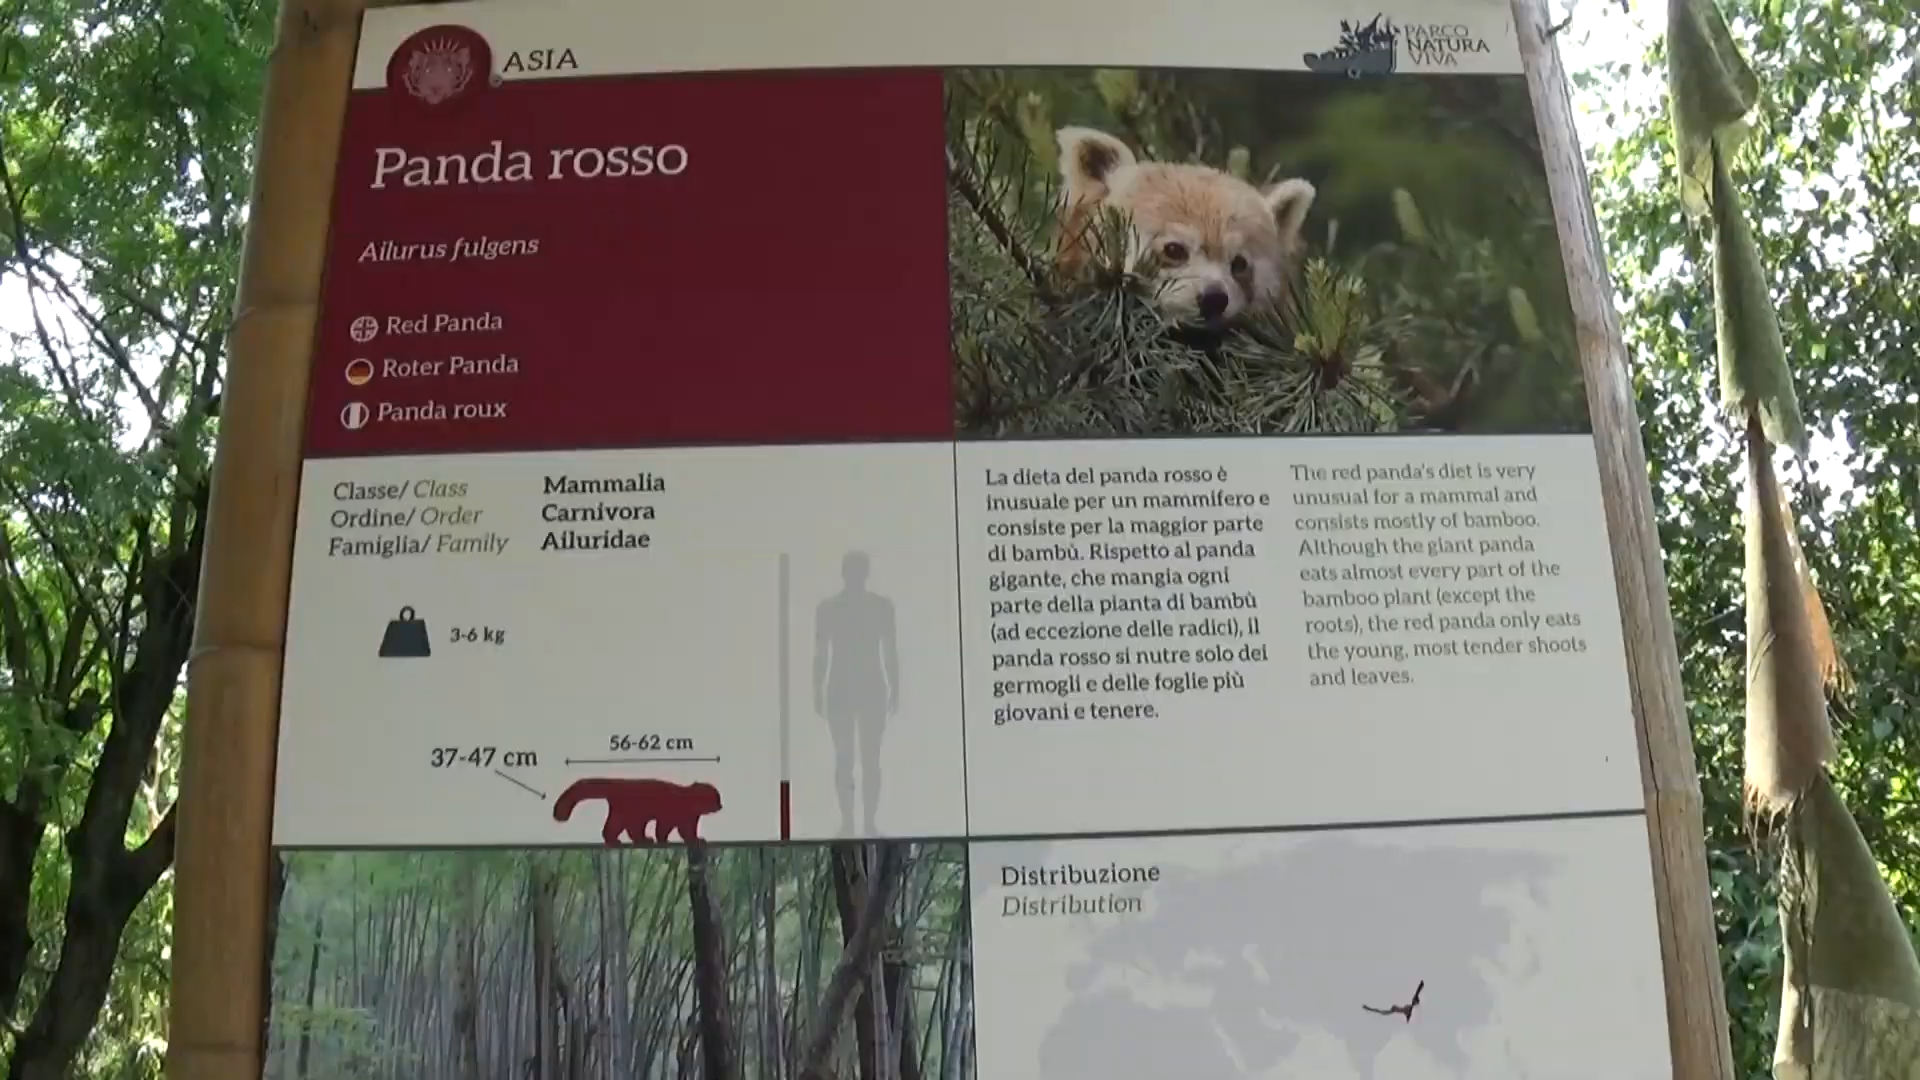 ASIA
PARCO
NATURA
VIVA
Panda rosso
Ailurus fulgens
Red Panda
Roter Panda
Panda roux
Classe/ Class Mammalia
Ordine/ Order Carnivora
Famiglia/ Family Ailuridae
3-6 kg
37-47 cm
56-62 cm
La dieta del panda rosso è
inusuale per un mammifero e
consiste per la maggior parte
di bambù. Rispetto al panda
gigante, che mangia ogni
parte della pianta di bambù
(ad eccezione delle radici), il
panda rosso si nutre solo dei
germogli e delle foglie più
giovani e tenere.
The red panda's diet is very
unusual for a mammal and
consists mostly of bamboo.
Although the giant panda
eats almost every part of the
bamboo plant (except the
roots), the red panda only eats
the young, most tender shoots
and leaves.
Distribuzione
Distribution